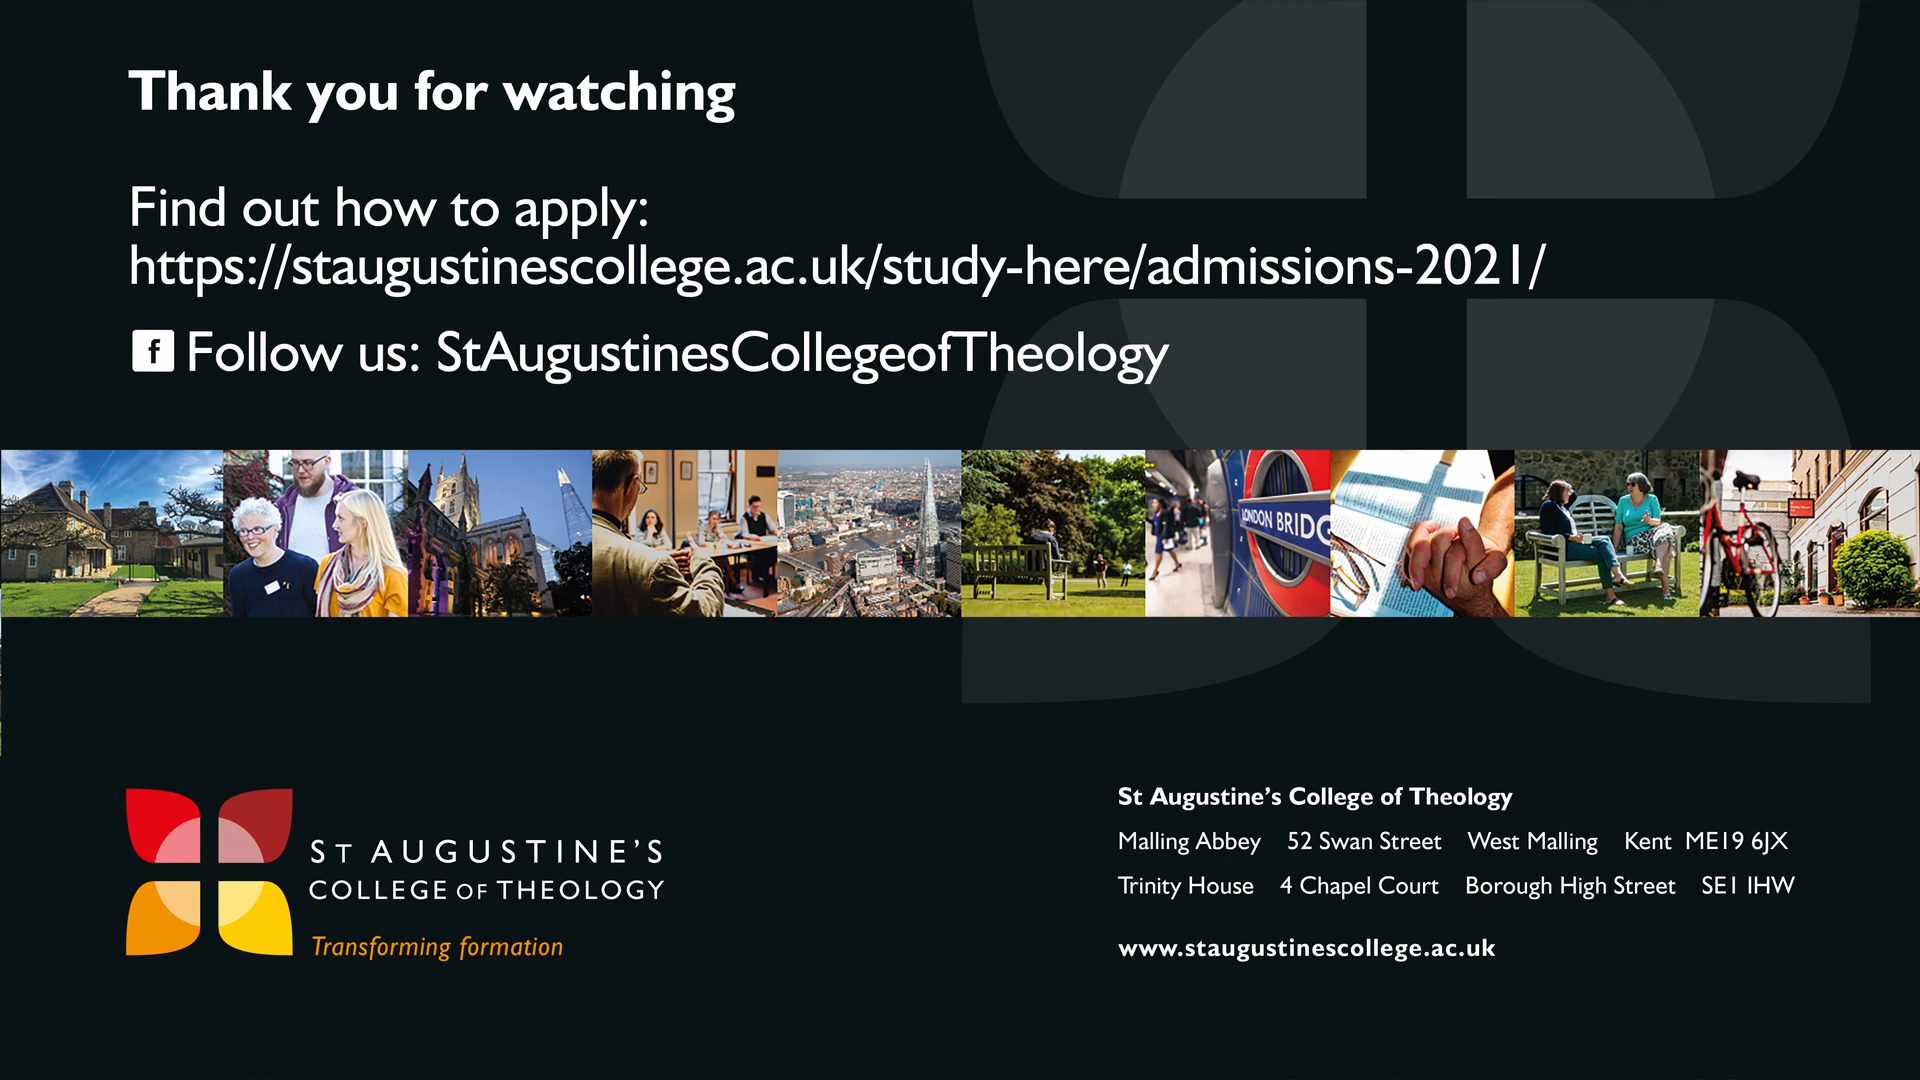 Thank you for watching
Find out how to apply:
https://staugustinescollege.ac.uk/study-here/admissions-2021/
f Follow us: StAugustinesCollegeofTheology
LONDON BRIDG
ST AUGUSTINE'S
COLLEGE OF THEOLOGY
Transforming formation
St Augustine's College of Theology
Malling Abbey 52 Swan Street West Malling Kent ME19 6JX
Trinity House 4 Chapel Court Borough High Street SE1 1HW
www.staugustinescollege.ac.uk